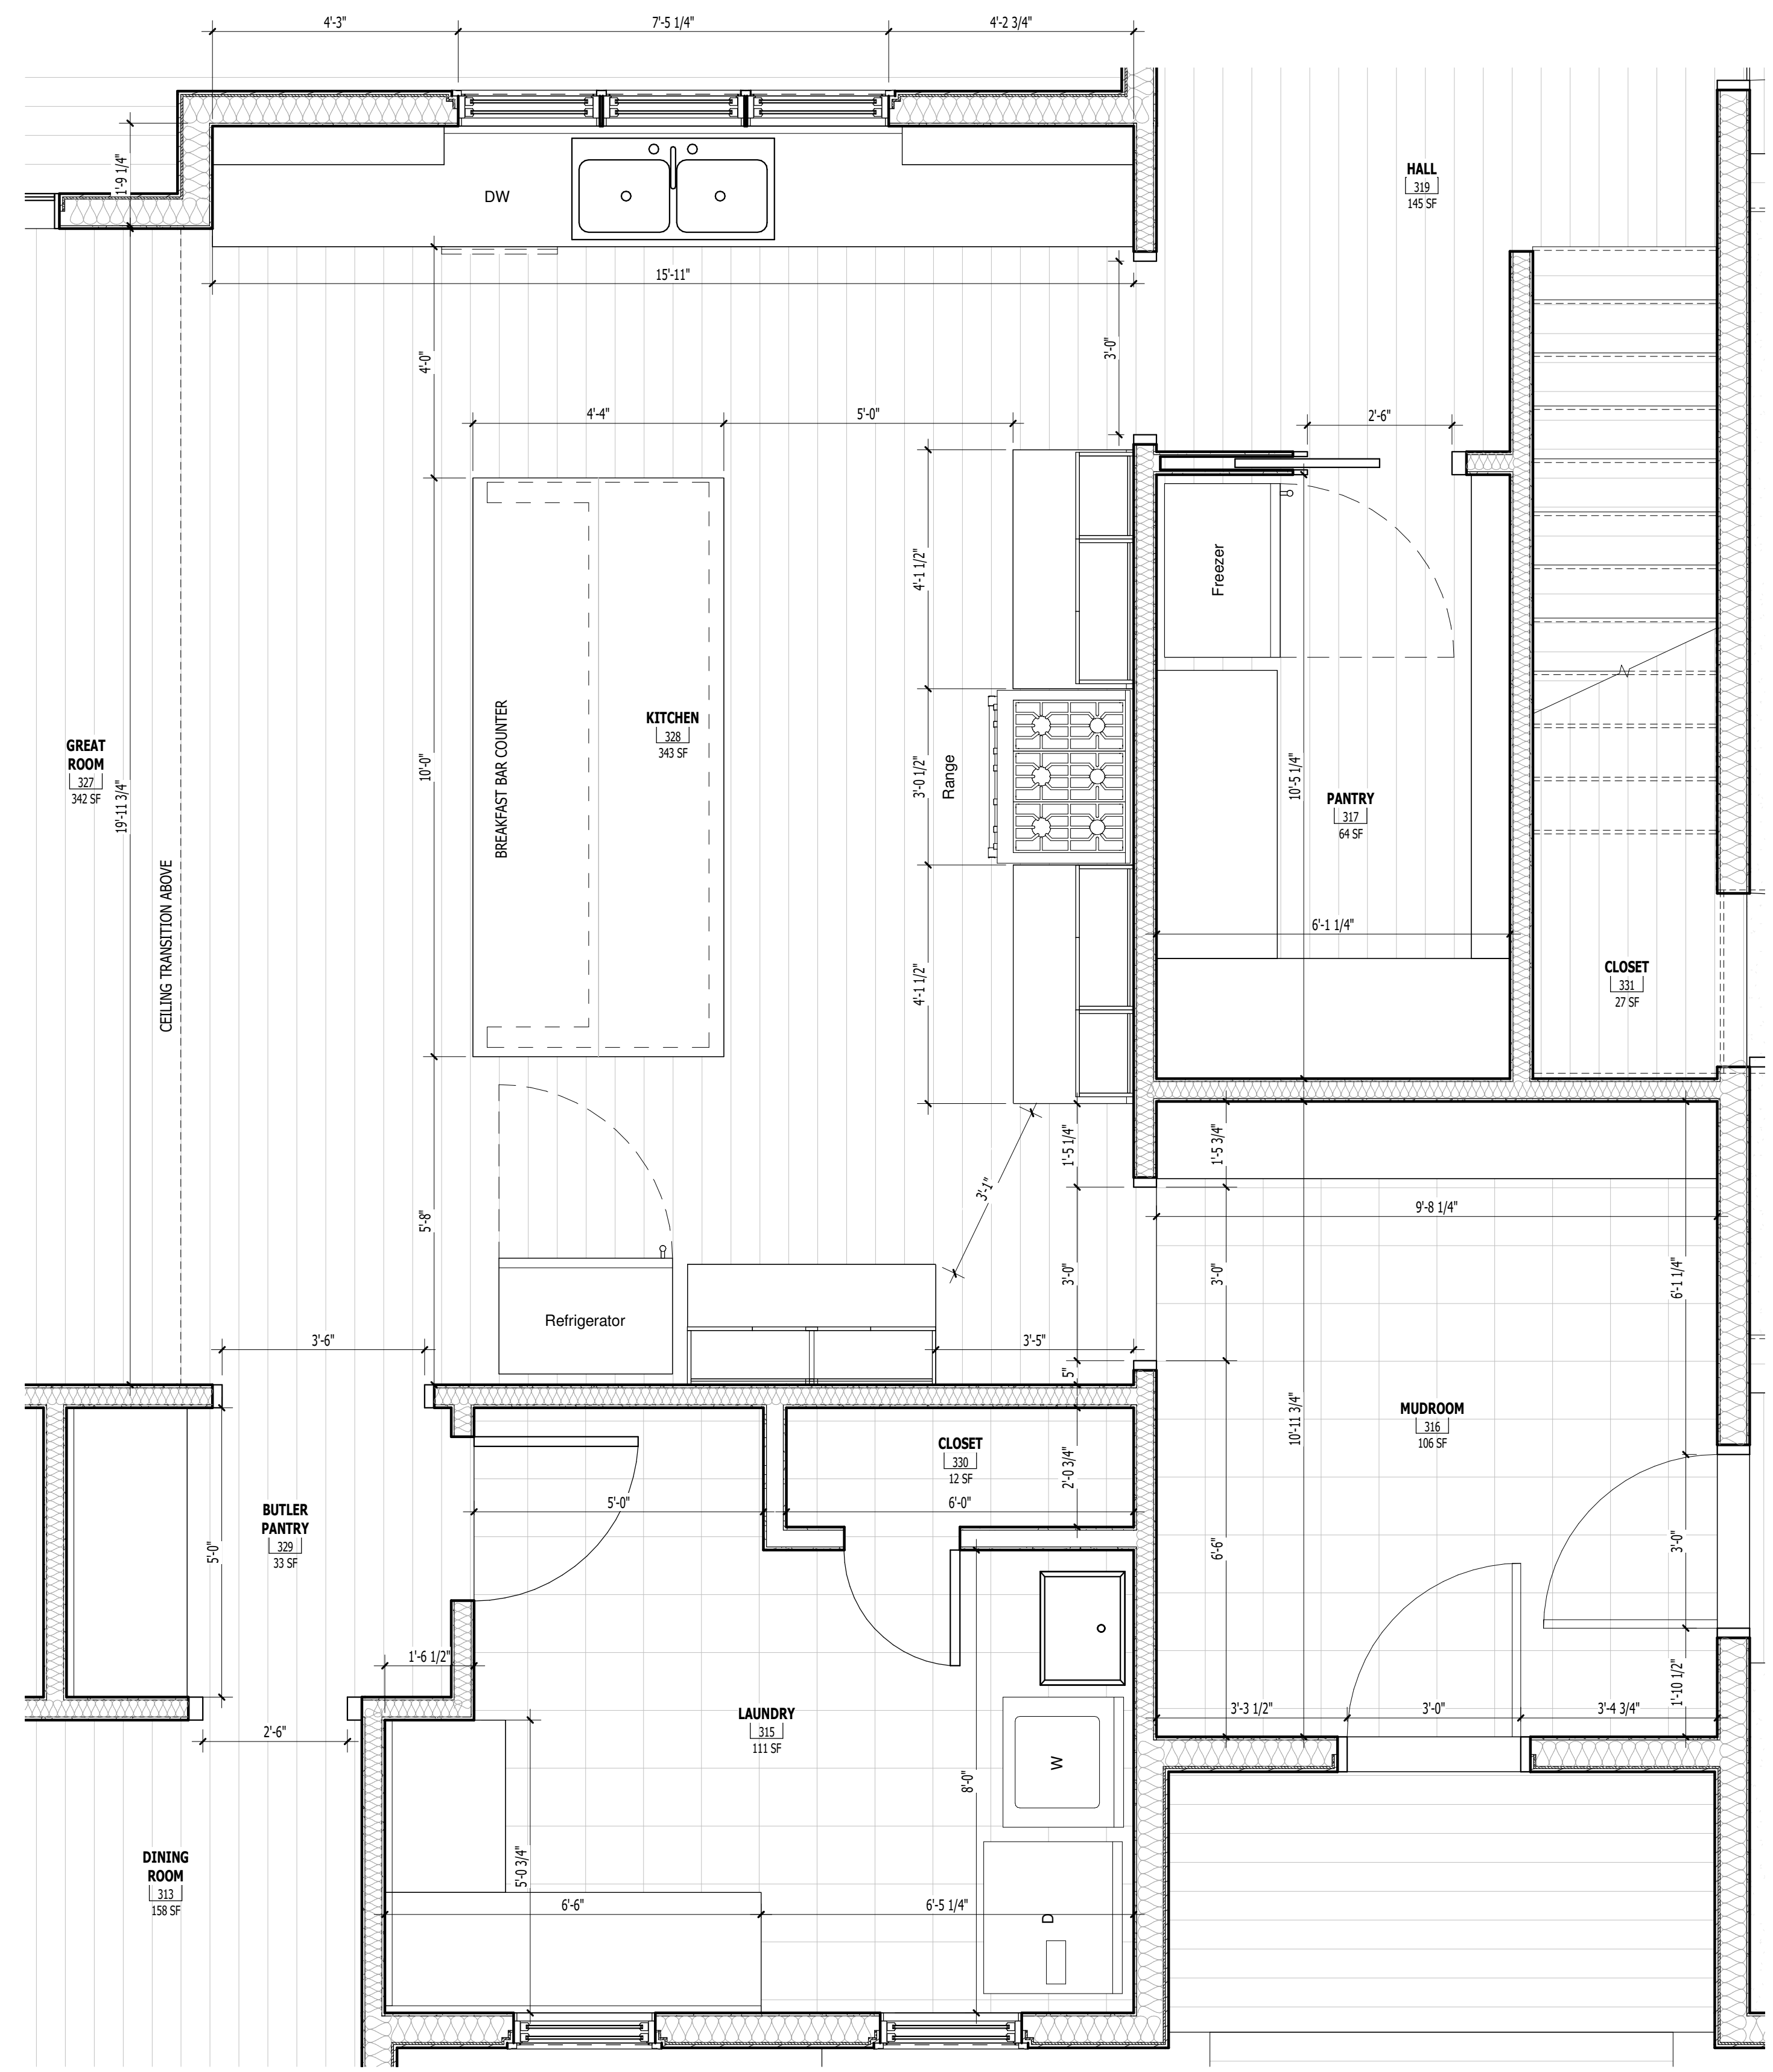 4'-3"
7'-5 1/4"
4'-2 3/4"
1'-9 1/4"
DW
HALL
319
145 SF
15'-11"
4'-0"
3'-0"
4'-4"
5'-0"
2'-6"
4'-1 1/2"
Freezer
GREAT
ROOM
327
342 SF
19'-11 3/4"
CEILING TRANSITION ABOVE
10'-0"
BREAKFAST BAR COUNTER
KITCHEN
328
343 SF
3'-0 1/2"
Range
10'-5 1/4"
PANTRY
317
64 SF
6'-1 1/4"
4'-1 1/2"
CLOSET
331
27 SF
1'-5 1/4"
1'-5 3/4"
3'-1"
5'-8"
9'-8 1/4"
3'-0"
3'-0"
6'-1 1/4"
Refrigerator
3'-6"
3'-5"
5"
10'-11 3/4"
MUDROOM
316
106 SF
CLOSET
330
12 SF
2'-0 3/4"
5'-0"
6'-0"
BUTLER
PANTRY
329
33 SF
5'-0"
6'-6"
3'-0"
1'-6 1/2"
1'-10 1/2"
3'-3 1/2"
3'-0"
3'-4 3/4"
2'-6"
LAUNDRY
315
111 SF
W
8'-0"
DINING
ROOM
313
158 SF
5'-0 3/4"
6'-6"
6'-5 1/4"
D